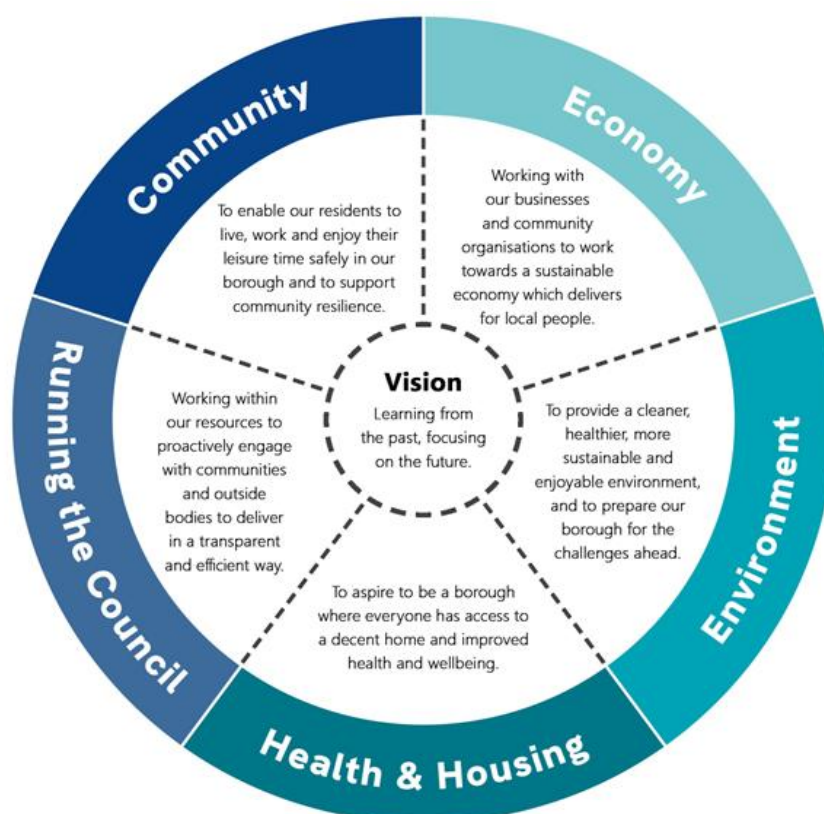 Community
To enable our residents to
live, work and enjoy their
leisure time safely in our
borough and to support
community resilience.
Economy
Working with
our businesses
and community
organisations to work
towards a sustainable
economy which delivers
for local people.
Vision
Learning from
the past, focusing
on the future.
Running the Council
Working within
our resources to
proactively engage
with communities
and outside
bodies to deliver
in a transparent
and efficient way.
Environment
To provide a cleaner,
healthier, more
sustainable and
enjoyable environment,
and to prepare our
borough for the
challenges ahead.
To aspire to be a borough
where everyone has access to
a decent home and improved
health and wellbeing.
Health & Housing